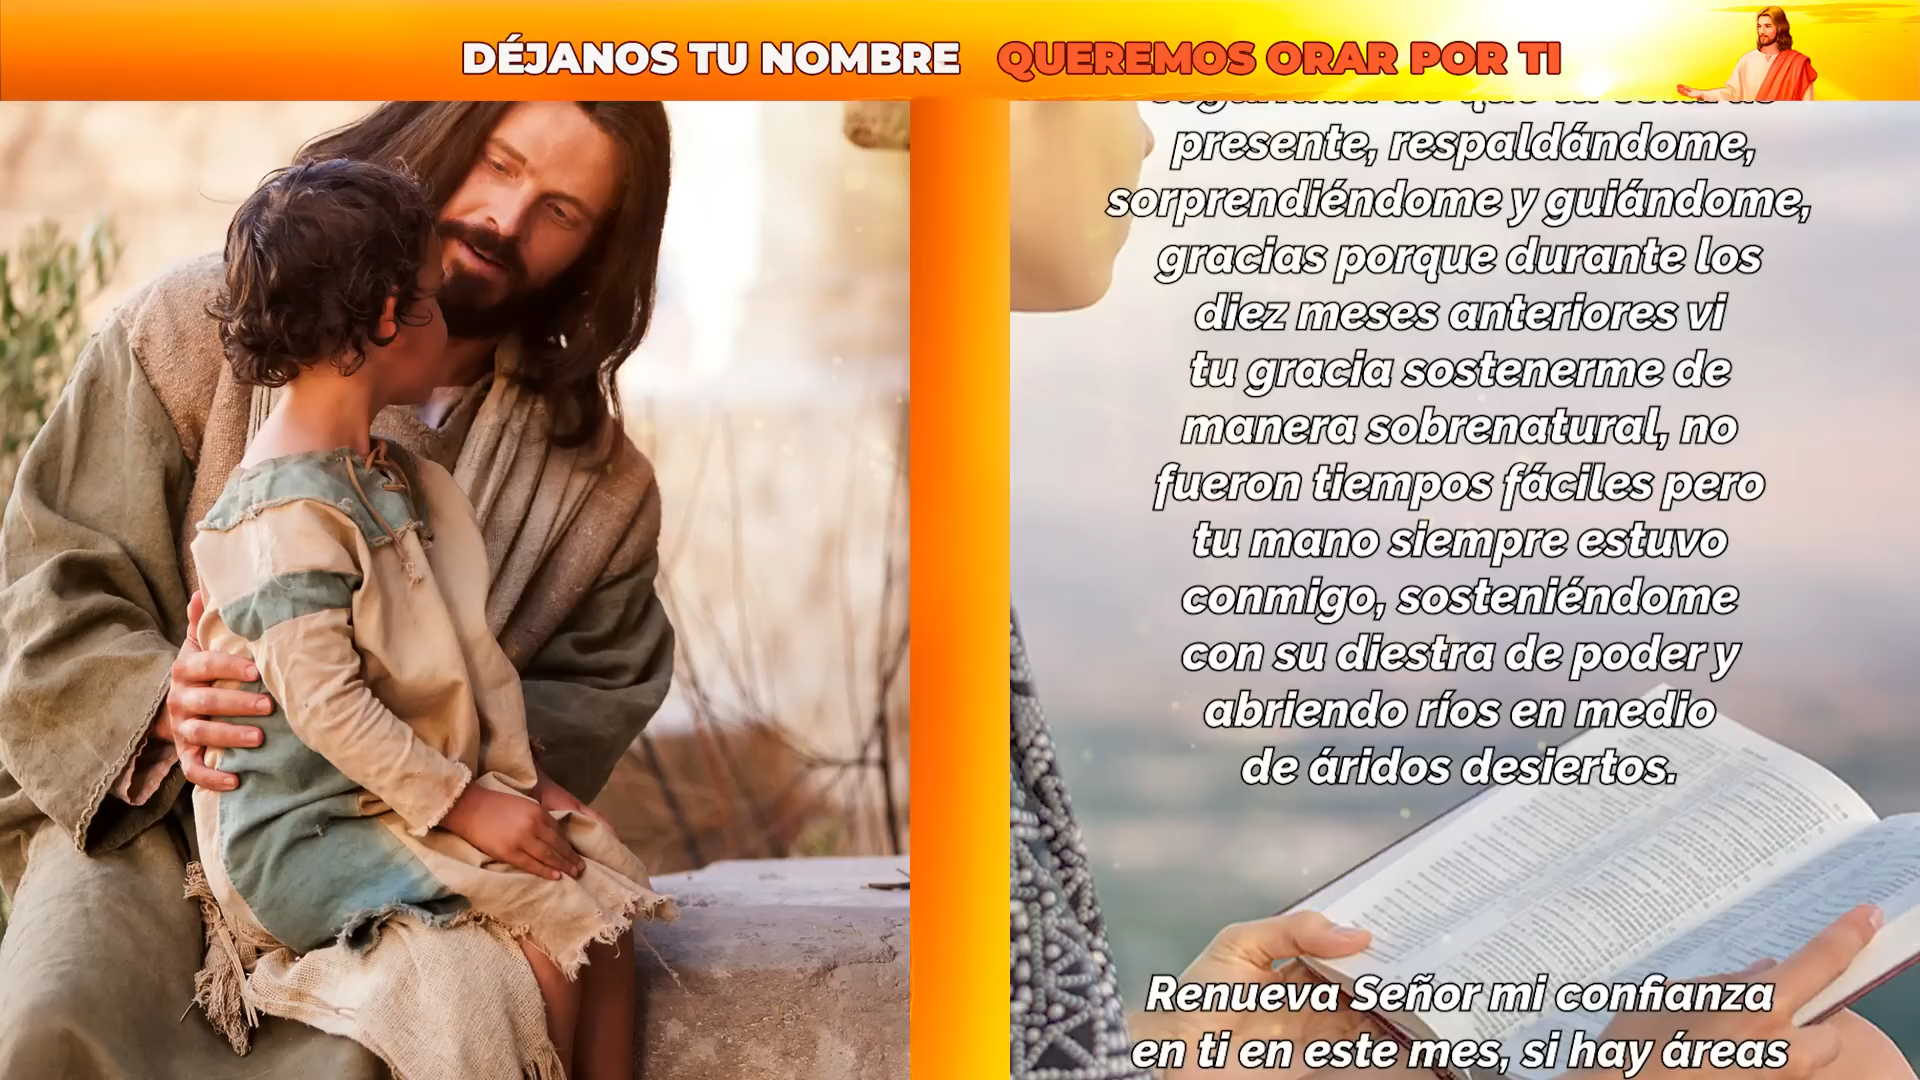 DÉJANOS TU NOMBRE QUEREMOS ORAR POR TI
presente, respaldándome,
sorprendiéndome y guiándome,
gracias porque durante los
diez meses anteriores vi
tu gracia sostenerme de
manera sobrenatural, no
fueron tiempos fáciles pero
tu mano siempre estuvo
conmigo, sosteniéndome
con su diestra de poder y
abriendo ríos en medio
de áridos desiertos.
Renueva Señor mi confianza
en ti en este mes, si hay áreas